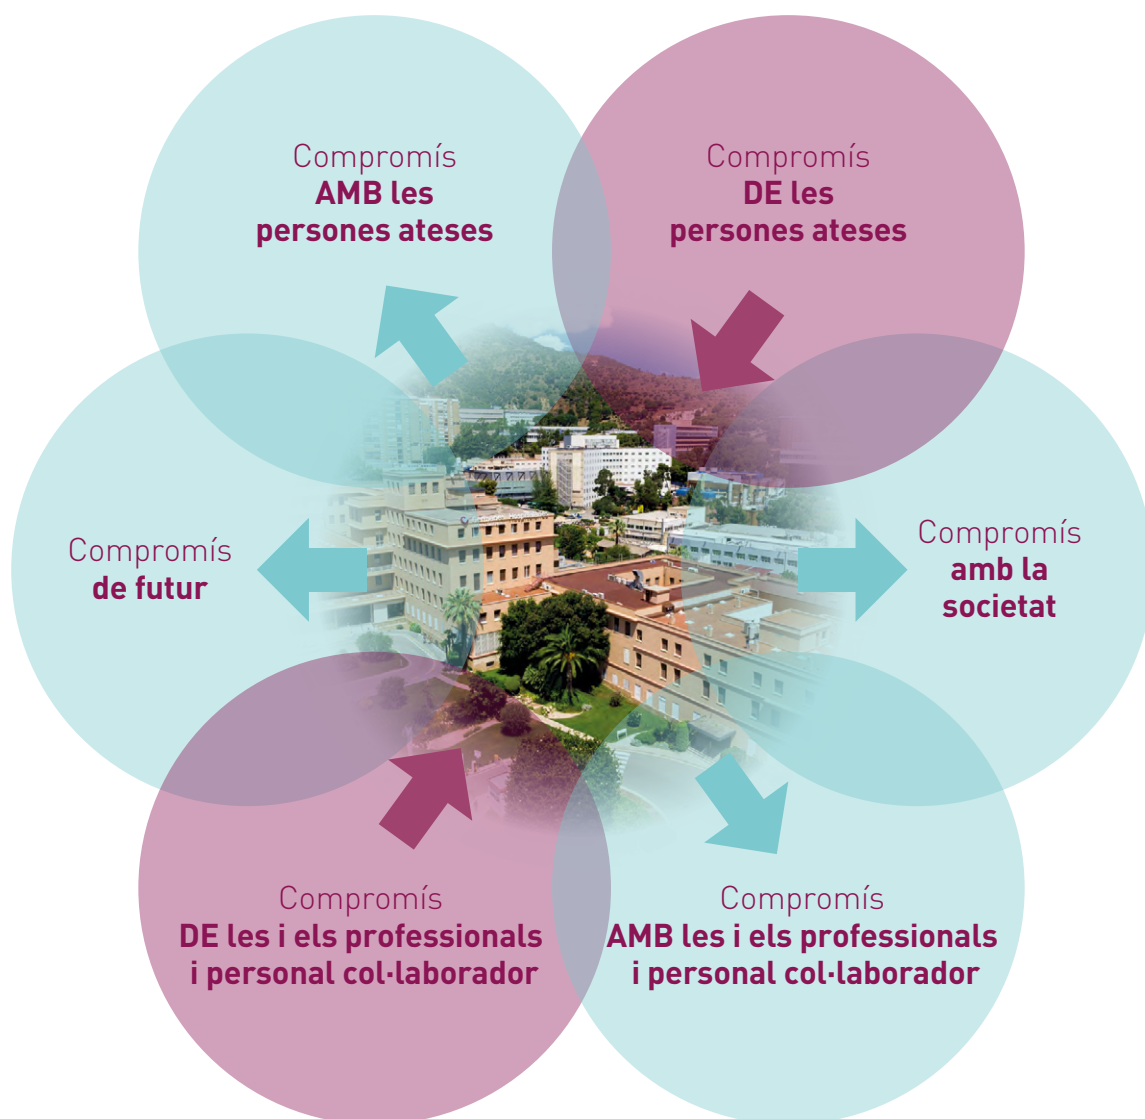 Compromís
AMB les
persones ateses
Compromís
DE les
persones ateses
Compromís
de futur
Compromís
amb la
societat
Compromís
DE les i els professionals
i personal col·laborador
Compromís
AMB les i els professionals
i personal col·laborador